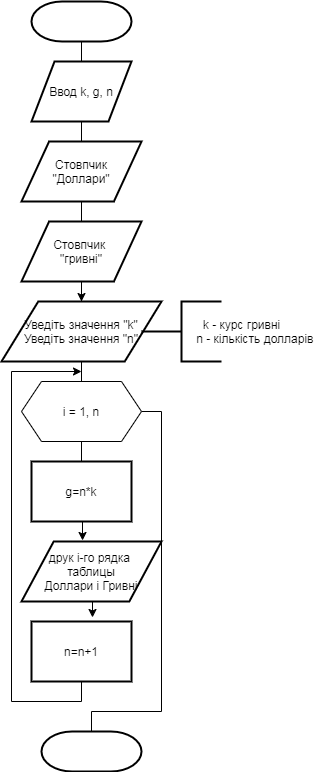 Ввод k, g, n
Стовпчик
"Доллари"
Стовпчик
"гривні"
Уведіть значення "k"
Уведіть значення "n"
k - курс гривні
n - кількість долларів
i = 1, n
g=n*k
друк і-го рядка
таблицы
Доллари і Гривні
n=n+1